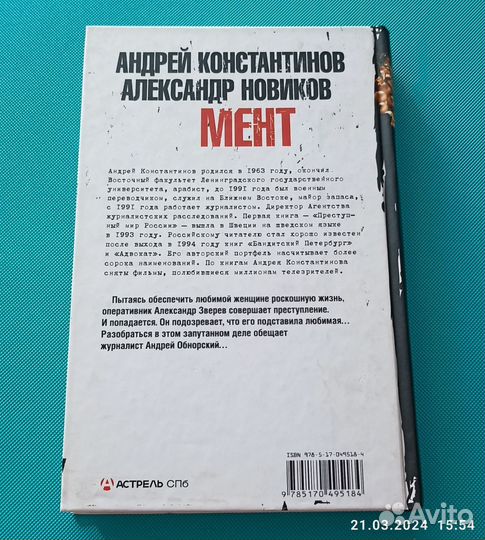 АНДРЕЙ КОНСТАНТИНОВ
АЛЕКСАНДР НОВИКОВ
МЕНТ
Андрей Константинов родился в 1963 году, окончил
Восточный факультет Ленинградского государственного
университета, арабист, до 1991 года был военным
переводчиком, служил на Ближнем Востоке, майор запаса,
с 1991 года работает журналистом. Директор Агентства
журналистских расследований. Первая книга — «Преступ-
ный мир России» — вышла в Швеции на шведском языке
в 1993 году. Российскому читателю стал хорошо известен
после выхода в 1994 году книг «Бандитский Петербург»
и «Адвокат». Его авторский портфель насчитывает более
сорока наименований. По книгам Андрея Константинова
сняты фильмы, полюбившиеся миллионам телезрителей.
Пытаясь обеспечить любимой женщине роскошную жизнь,
оперативник Александр Зверев совершает преступление.
И попадается. Он подозревает, что его подставила любимая...
Разобраться в этом запутанном деле обещает
журналист Андрей Обнорский...
ISBN 978-5-17-049518-4
АСТРЕЛЬ СПб
9 785170 495184
Avito
21.03.2024 15:54